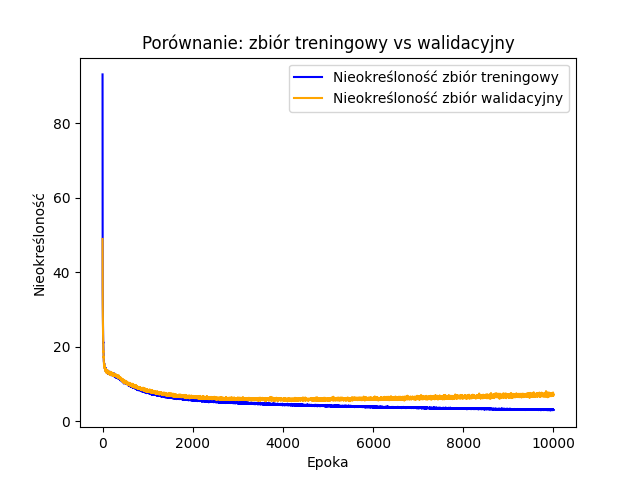 Porównanie: zbiór treningowy vs walidacyjny
Nieokreśloność zbiór treningowy
Nieokreśloność zbiór walidacyjny
Nieokreśloność
80
60
40
20
0
0 2000 4000 6000 8000 10000
Epoka